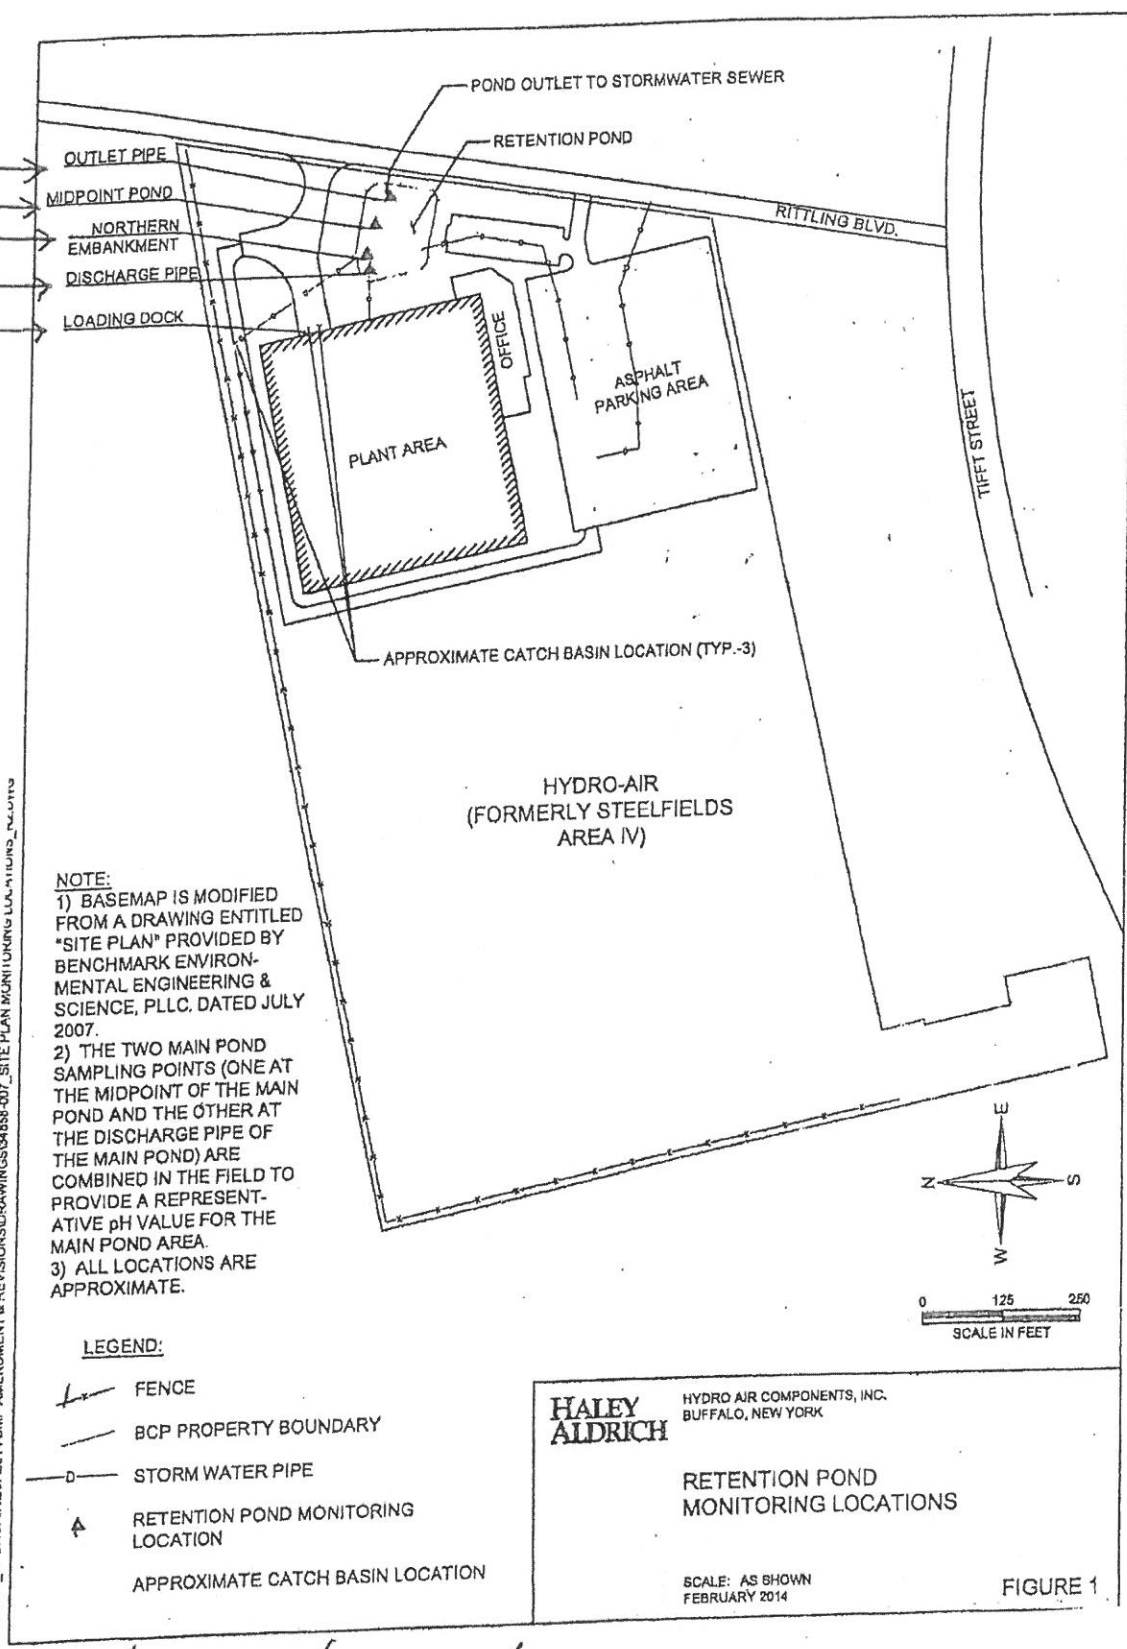 POND OUTLET TO STORMWATER SEWER
RETENTION POND
OUTLET PIPE
MIDPOINT POND
NORTHERN
EMBANKMENT
DISCHARGE PIPE
LOADING DOCK
RITTLING BLVD.
OFFICE
ASPHALT
PARKING AREA
PLANT AREA
TIFFT STREET
APPROXIMATE CATCH BASIN LOCATION (TYP.-3)
HYDRO-AIR
(FORMERLY STEELFIELDS
AREA IV)
NOTE:
1) BASEMAP IS MODIFIED
FROM A DRAWING ENTITLED
"SITE PLAN" PROVIDED BY
BENCHMARK ENVIRON-
MENTAL ENGINEERING &
SCIENCE, PLLC. DATED JULY
2007.
2) THE TWO MAIN POND
SAMPLING POINTS (ONE AT
THE MIDPOINT OF THE MAIN
POND AND THE OTHER AT
THE DISCHARGE PIPE OF
THE MAIN POND) ARE
COMBINED IN THE FIELD TO
PROVIDE A REPRESENT-
ATIVE pH VALUE FOR THE
MAIN POND AREA.
3) ALL LOCATIONS ARE
APPROXIMATE.
E
N
S
W
0 125 250
SCALE IN FEET
LEGEND:
FENCE
BCP PROPERTY BOUNDARY
STORM WATER PIPE
RETENTION POND MONITORING
LOCATION
APPROXIMATE CATCH BASIN LOCATION
HALEY
ALDRICH
HYDRO AIR COMPONENTS, INC.
BUFFALO, NEW YORK
RETENTION POND
MONITORING LOCATIONS
SCALE: AS SHOWN
FEBRUARY 2014
FIGURE 1